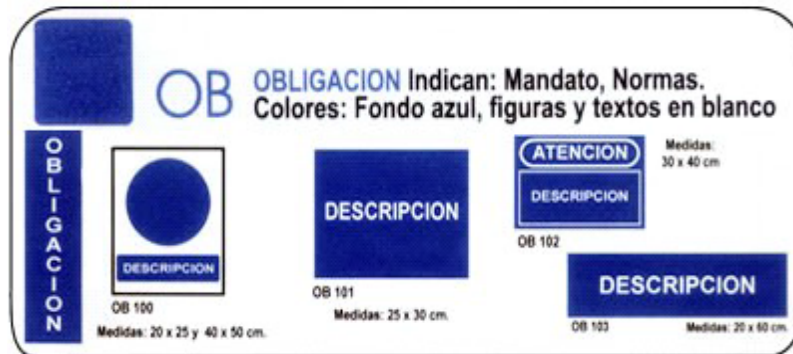 OB
OBLIGACION Indican: Mandato, Normas.
Colores: Fondo azul, figuras y textos en blanco
OBLIGACION
DESCRIPCION
OB 100
Medidas: 20 x 25 y 40 x 50 cm.
DESCRIPCION
OB 101
Medidas: 25 x 30 cm.
ATENCION
DESCRIPCION
OB 102
Medidas:
30 x 40 cm
DESCRIPCION
OB 103
Medidas: 20 x 60 cm.